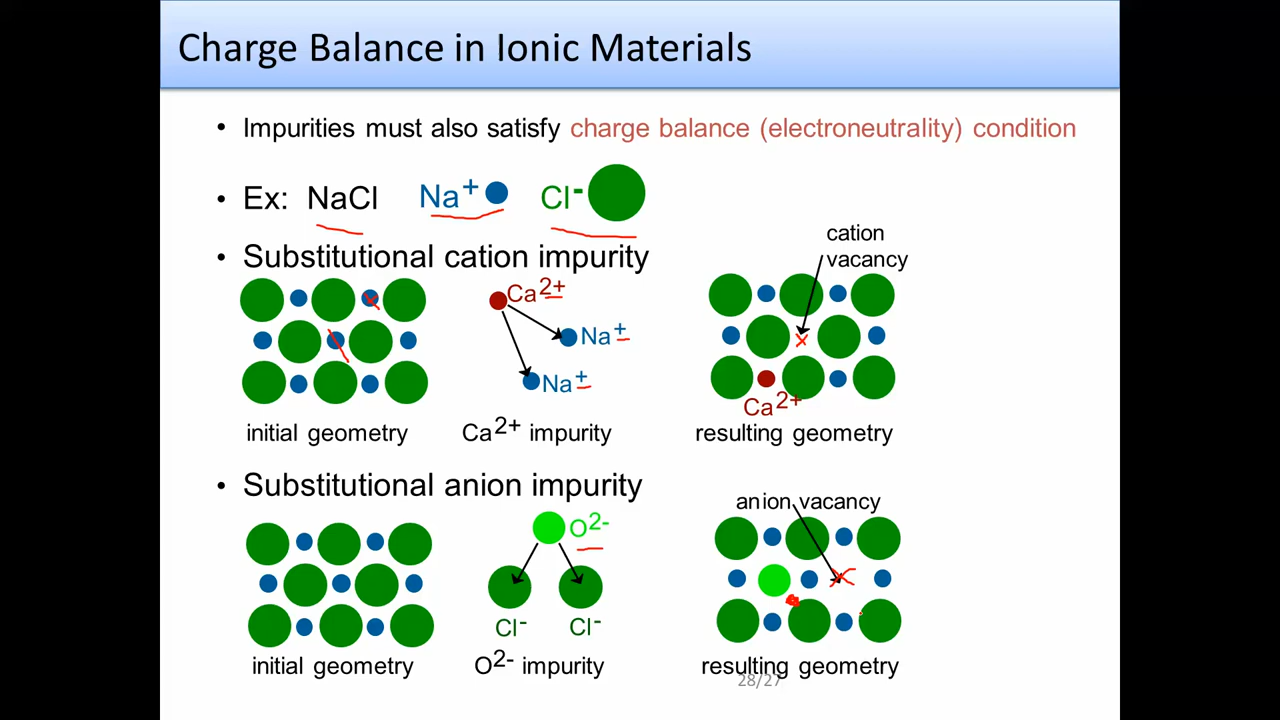 Charge Balance in Ionic Materials
• Impurities must also satisfy charge balance (electroneutrality) condition
• Ex: NaCl Na+ Cl-
• Substitutional cation impurity
cation
vacancy
Ca2+
Na+
Na+
Ca2+
initial geometry
Ca2+ impurity
resulting geometry
• Substitutional anion impurity
anion vacancy
O2-
Cl- Cl-
initial geometry
O2- impurity
resulting geometry
28/27